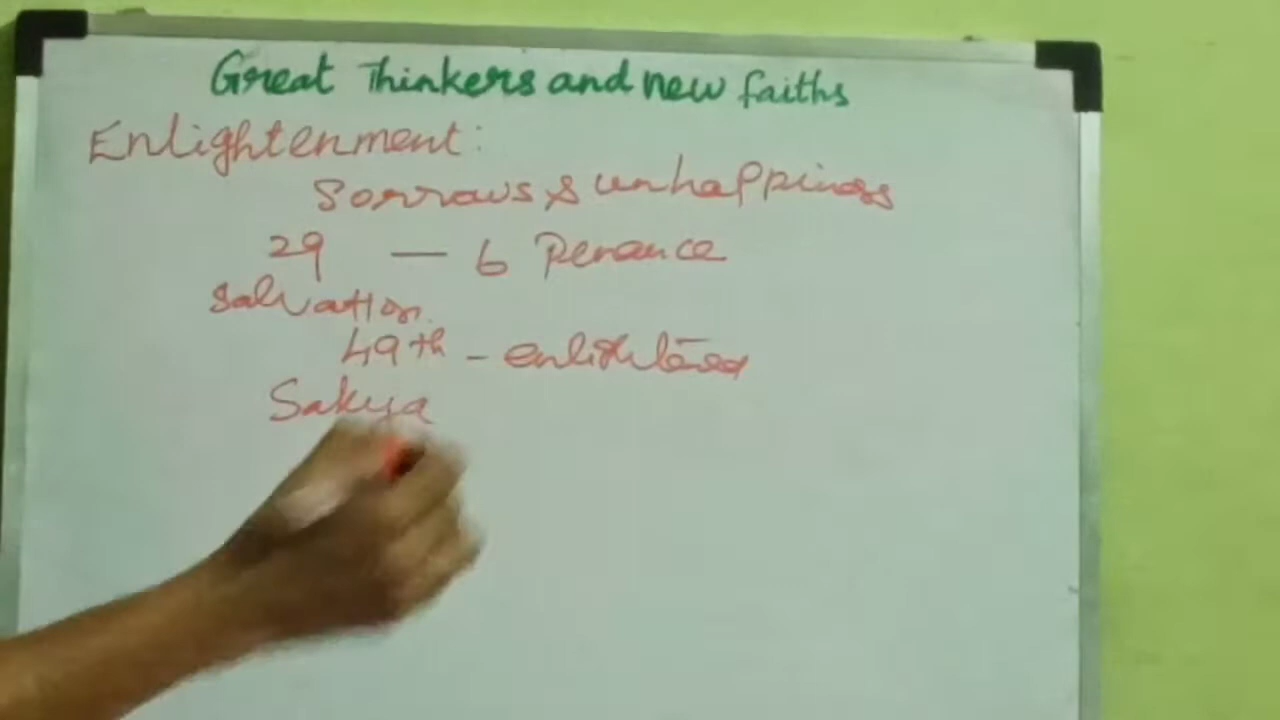 Great Thinkers and new faiths
Enlightenment:
Sorrows & unhappiness
29 — 6 Penance
Salvation
49th - enlightened
Sakya